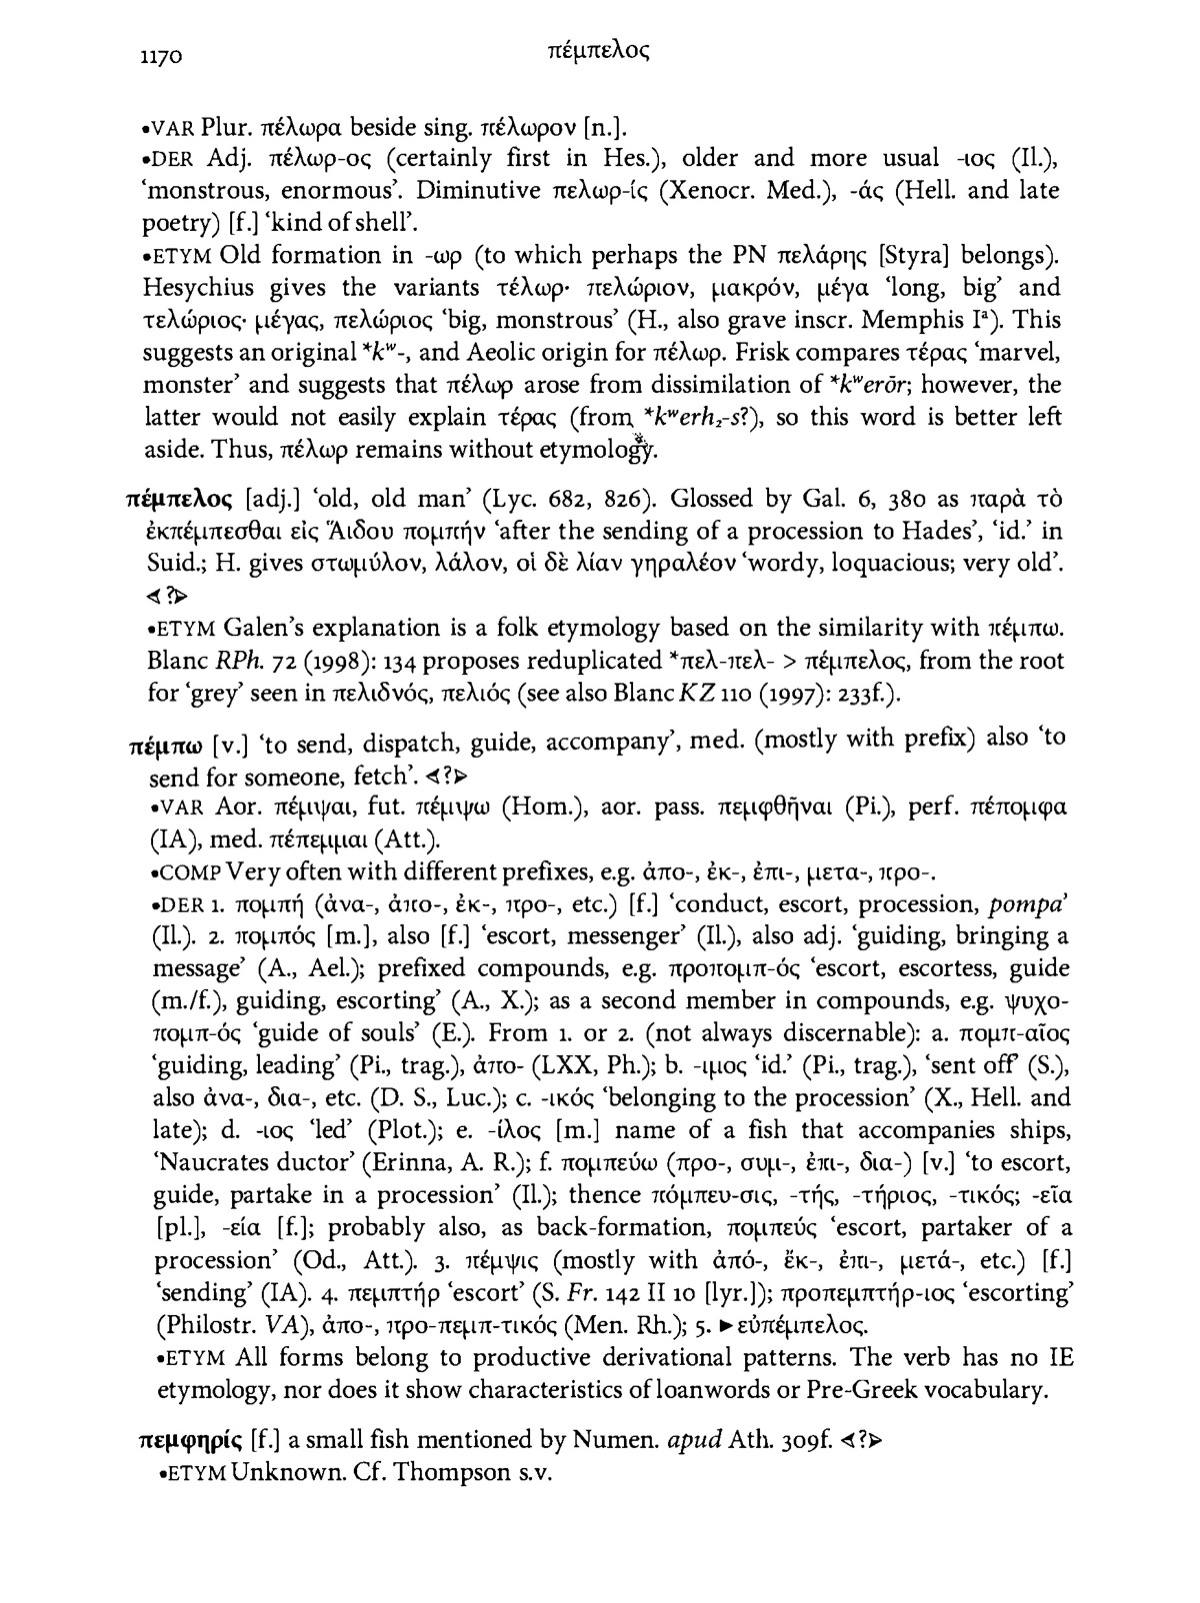 1170 πέμπελος
•VAR Plur. πέλωρα beside sing. πέλωρον [n.].
•DER Adj. πέλωρ-ος (certainly first in Hes.), older and more usual -ιος (Il.),
‘monstrous, enormous’. Diminutive πελωρ-ίς (Xenocr. Med.), -άς (Hell. and late
poetry) [f.] ‘kind of shell’.
•ETYM Old formation in -ωρ (to which perhaps the PN πελάρης [Styra] belongs).
Hesychius gives the variants τέλωρ· πελώριον, μακρόν, μέγα ‘long, big’ and
τελώριος· μέγας, πελώριος ‘big, monstrous’ (H., also grave inscr. Memphis Iᵃ). This
suggests an original *kʷ-, and Aeolic origin for πέλωρ. Frisk compares τέρας ‘marvel,
monster’ and suggests that πέλωρ arose from dissimilation of *kʷerōr; however, the
latter would not easily explain τέρας (from *kʷerh₂-s?), so this word is better left
aside. Thus, πέλωρ remains without etymology.
πέμπελος [adj.] ‘old, old man’ (Lyc. 682, 826). Glossed by Gal. 6, 380 as παρὰ τὸ
ἐκπέμπεσθαι εἰς Ἅιδου πομπήν ‘after the sending of a procession to Hades’, ‘id.’ in
Suid.; H. gives στωμύλον, λάλον, οἱ δὲ λίαν γηραλέον ‘wordy, loquacious; very old’.
⮜?⮞
•ETYM Galen’s explanation is a folk etymology based on the similarity with πέμπω.
Blanc RPh. 72 (1998): 134 proposes reduplicated *πελ-πελ- > πέμπελος, from the root
for ‘grey’ seen in πελιδνός, πελιός (see also Blanc KZ 110 (1997): 233f.).
πέμπω [v.] ‘to send, dispatch, guide, accompany’, med. (mostly with prefix) also ‘to
send for someone, fetch’. ⮜?⮞
•VAR Aor. πέμψαι, fut. πέμψω (Hom.), aor. pass. πεμφθῆναι (Pi.), perf. πέπομφα
(IA), med. πέπεμμαι (Att.).
•COMP Very often with different prefixes, e.g. ἀπο-, ἐκ-, ἐπι-, μετα-, προ-.
•DER 1. πομπή (ἀνα-, ἀπο-, ἐκ-, προ-, etc.) [f.] ‘conduct, escort, procession, pompa’
(Il.). 2. πομπός [m.], also [f.] ‘escort, messenger’ (Il.), also adj. ‘guiding, bringing a
message’ (A., Ael.); prefixed compounds, e.g. προπομπ-ός ‘escort, escortess, guide
(m./f.), guiding, escorting’ (A., X.); as a second member in compounds, e.g. ψυχο-
πομπ-ός ‘guide of souls’ (E.). From 1. or 2. (not always discernable): a. πομπ-αῖος
‘guiding, leading’ (Pi., trag.), ἀπο- (LXX, Ph.); b. -ιμος ‘id.’ (Pi., trag.), ‘sent off’ (S.),
also ἀνα-, δια-, etc. (D. S., Luc.); c. -ικός ‘belonging to the procession’ (X., Hell. and
late); d. -ιος ‘led’ (Plot.); e. -ίλος [m.] name of a fish that accompanies ships,
‘Naucrates ductor’ (Erinna, A. R.); f. πομπεύω (προ-, συμ-, ἐπι-, δια-) [v.] ‘to escort,
guide, partake in a procession’ (Il.); thence πόμπευ-σις, -τής, -τήριος, -τικός; -εῖα
[pl.], -εία [f.]; probably also, as back-formation, πομπεύς ‘escort, partaker of a
procession’ (Od., Att.). 3. πέμψις (mostly with ἀπό-, ἔκ-, ἐπι-, μετά-, etc.) [f.]
‘sending’ (IA). 4. πεμπτήρ ‘escort’ (S. Fr. 142 II 10 [lyr.]); προπεμπτήρ-ιος ‘escorting’
(Philostr. VA), ἀπο-, προ-πεμπ-τικός (Men. Rh.); 5. ►εὐπέμπελος.
•ETYM All forms belong to productive derivational patterns. The verb has no IE
etymology, nor does it show characteristics of loanwords or Pre-Greek vocabulary.
πεμφηρίς [f.] a small fish mentioned by Numen. apud Ath. 309f. ⮜?⮞
•ETYM Unknown. Cf. Thompson s.v.